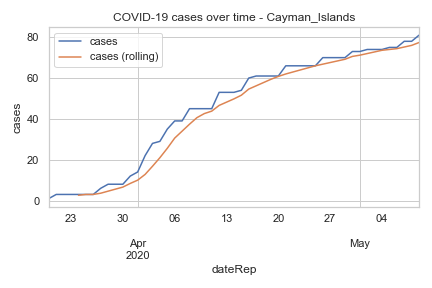 COVID-19 cases over time - Cayman_Islands
cases
cases (rolling)
80
60
40
20
0
cases
23 30 06 13 20 27 04
Apr May
2020
dateRep